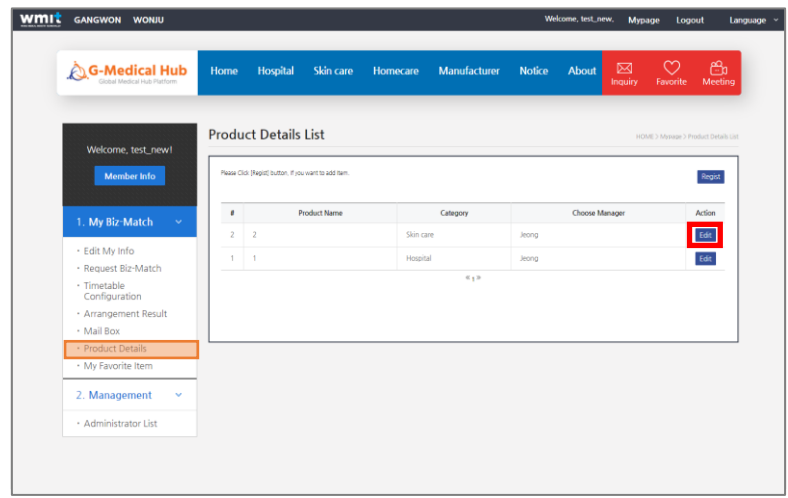 wmit GANGWON WONJU Welcome, test_new, Mypage Logout Language
G-Medical Hub
Global Medical Hub Platform
Home Hospital Skin care Homecare Manufacturer Notice About Inquiry Favorite Meeting
Welcome, test_new!
Member Info
1. My Biz-Match
· Edit My Info
· Request Biz-Match
· Timetable
Configuration
· Arrangement Result
· Mail Box
· Product Details
· My Favorite Item
2. Management
· Administrator List
Product Details List
HOME > Manage > Product Details List
Please Click [Regist] button, if you want to add item.
Regist
# Product Name Category Choose Manager Action
2 2 Skin care Jeong Edit
1 1 Hospital Jeong Edit
« 1 »